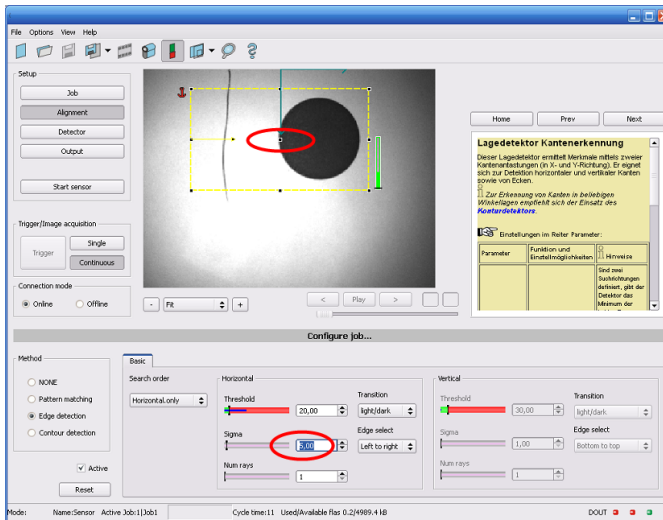 File Options View Help
Setup
Job
Alignment
Detector
Output
Start sensor
Trigger/Image acquisition
Trigger
Single
Continuous
Connection mode
Online
Offline
-
Fit
+
<
Play
>
Home
Prev
Next
Lagedetektor Kantenerkennung
Dieser Lagedetektor ermittelt Merkmale mittels zweier
Kantenantastungen (in X- und Y-Richtung). Er eignet
sich zur Detektion horizontaler und vertikaler Kanten
sowie von Ecken.
Zur Erkennung von Kanten in beliebigen
Winkellagen empfiehlt sich der Einsatz des
Konturdetektors.
Einstellungen im Reiter Parameter:
Parameter
Funktion und
Einstellmöglichkeiten
Hinweise
Sind zwei
Suchrichtungen
definiert, gibt der
Detektor das
Minimum der
Configure job...
Method
NONE
Pattern matching
Edge detection
Contour detection
Active
Reset
Basic
Search order
Horizontal.only
Horizontal
Threshold
20,00
Transition
light/dark
Sigma
5,00
Edge select
Left to right
Num rays
1
Vertical
Threshold
30,00
Transition
light/dark
Sigma
1,00
Edge select
Bottom to top
Num rays
1
Mode:
Name:Sensor Active Job:1|Job1
Cycle time:11 Used/Available flas 0.2/4989.4 kB
DOUT